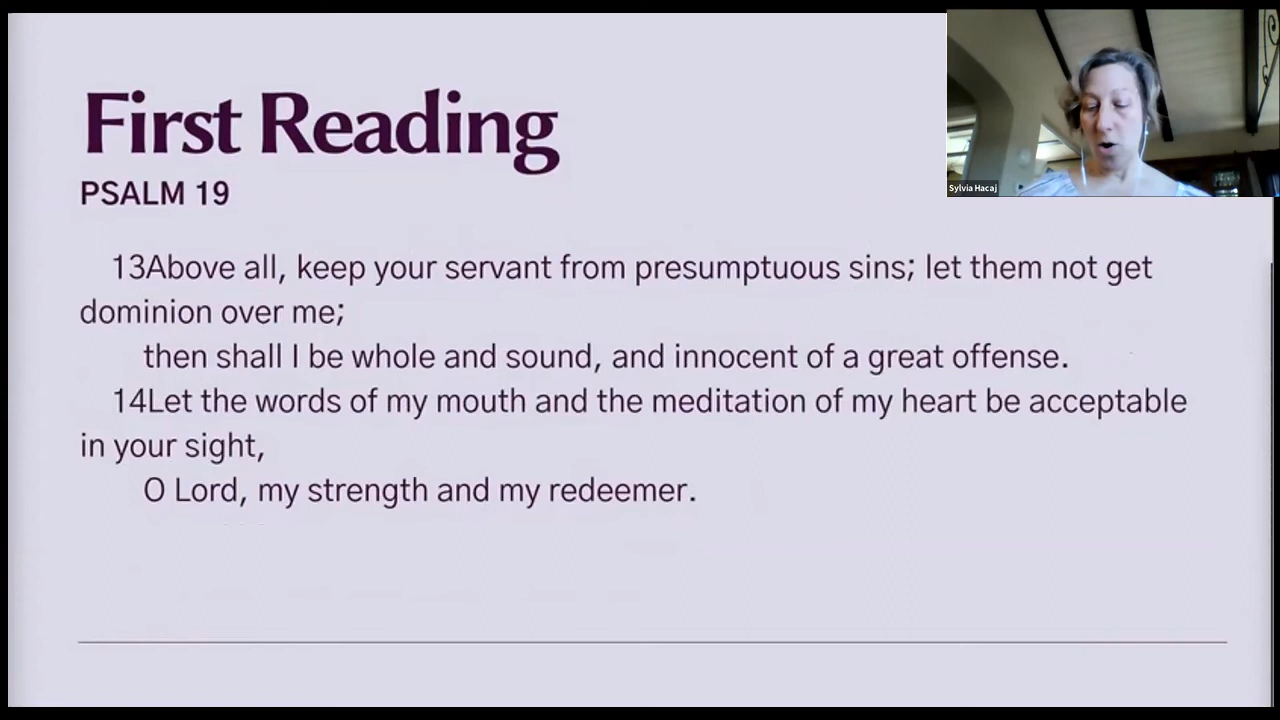 First Reading
PSALM 19
13Above all, keep your servant from presumptuous sins; let them not get
dominion over me;
then shall I be whole and sound, and innocent of a great offense.
14Let the words of my mouth and the meditation of my heart be acceptable
in your sight,
O Lord, my strength and my redeemer.
Sylvia Hacaj